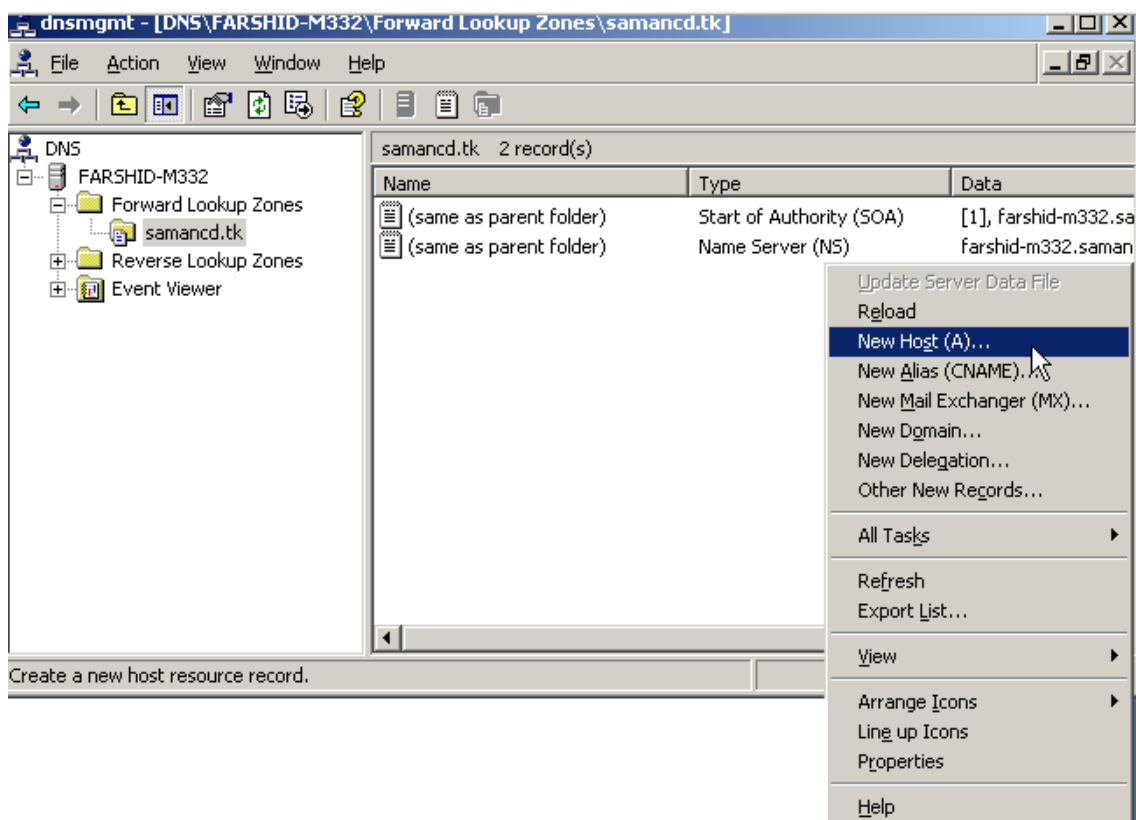 dnsmgmt - [DNS\FARSHID-M332\Forward Lookup Zones\samancd.tk]
File Action View Window Help
DNS
FARSHID-M332
Forward Lookup Zones
samancd.tk
Reverse Lookup Zones
Event Viewer
samancd.tk 2 record(s)
Name Type Data
(same as parent folder) Start of Authority (SOA) [1], farshid-m332.sa
(same as parent folder) Name Server (NS) farshid-m332.saman
Update Server Data File
Reload
New Host (A)...
New Alias (CNAME)...
New Mail Exchanger (MX)...
New Domain...
New Delegation...
Other New Records...
All Tasks
Refresh
Export List...
View
Arrange Icons
Line up Icons
Properties
Help
Create a new host resource record.